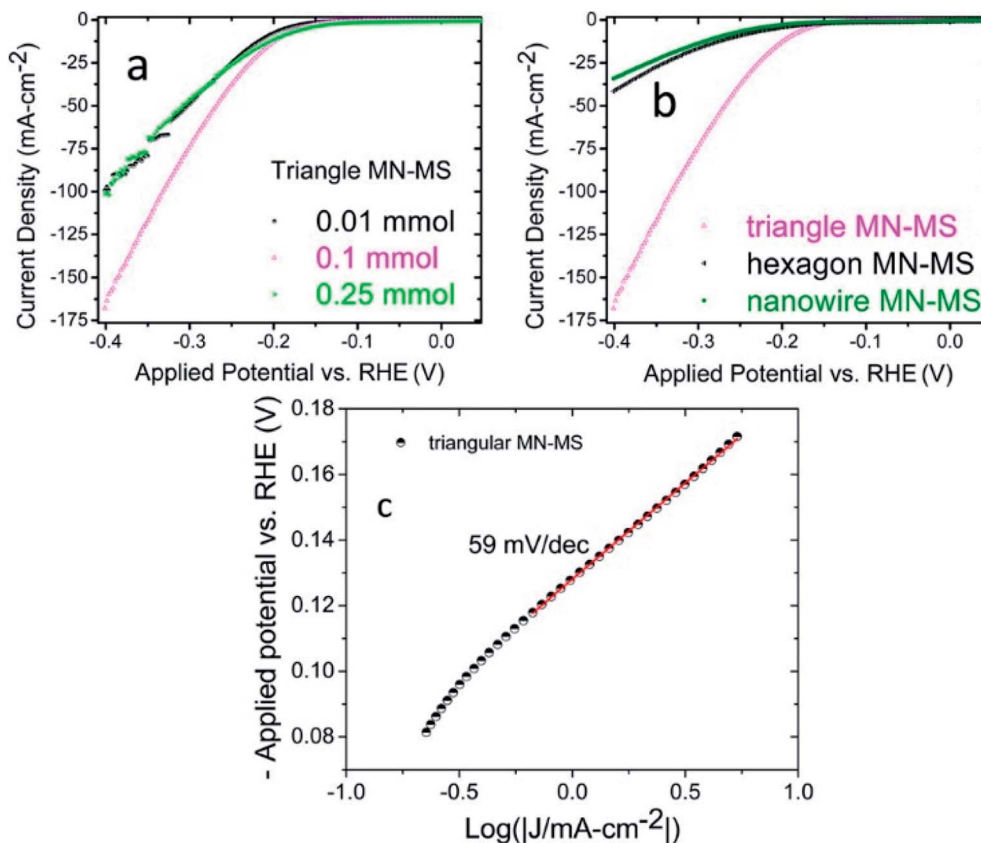 a
Current Density (mA-cm⁻²)
0
-25
-50
-75
-100
-125
-150
-175
Triangle MN-MS
0.01 mmol
0.1 mmol
0.25 mmol
-0.4 -0.3 -0.2 -0.1 0.0
Applied Potential vs. RHE (V)
b
Current Density (mA-cm⁻²)
0
-25
-50
-75
-100
-125
-150
-175
triangle MN-MS
hexagon MN-MS
nanowire MN-MS
-0.4 -0.3 -0.2 -0.1 0.0
Applied Potential vs. RHE (V)
- Applied potential vs. RHE (V)
0.18
0.16
0.14
0.12
0.10
0.08
triangular MN-MS
c
59 mV/dec
-1.0 -0.5 0.0 0.5 1.0
Log(|J/mA-cm⁻²|)